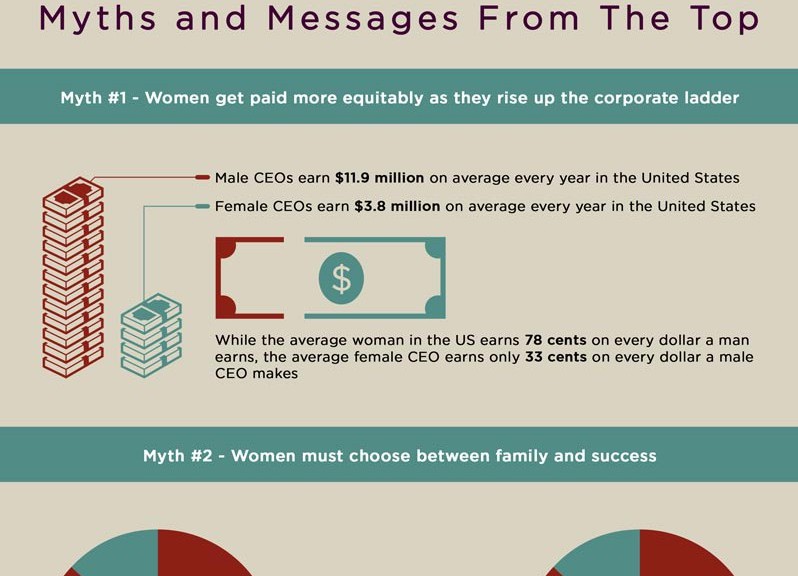 Myths and Messages From The Top
Myth #1 - Women get paid more equitably as they rise up the corporate ladder
Male CEOs earn $11.9 million on average every year in the United States
Female CEOs earn $3.8 million on average every year in the United States
$
While the average woman in the US earns 78 cents on every dollar a man
earns, the average female CEO earns only 33 cents on every dollar a male
CEO makes
Myth #2 - Women must choose between family and success